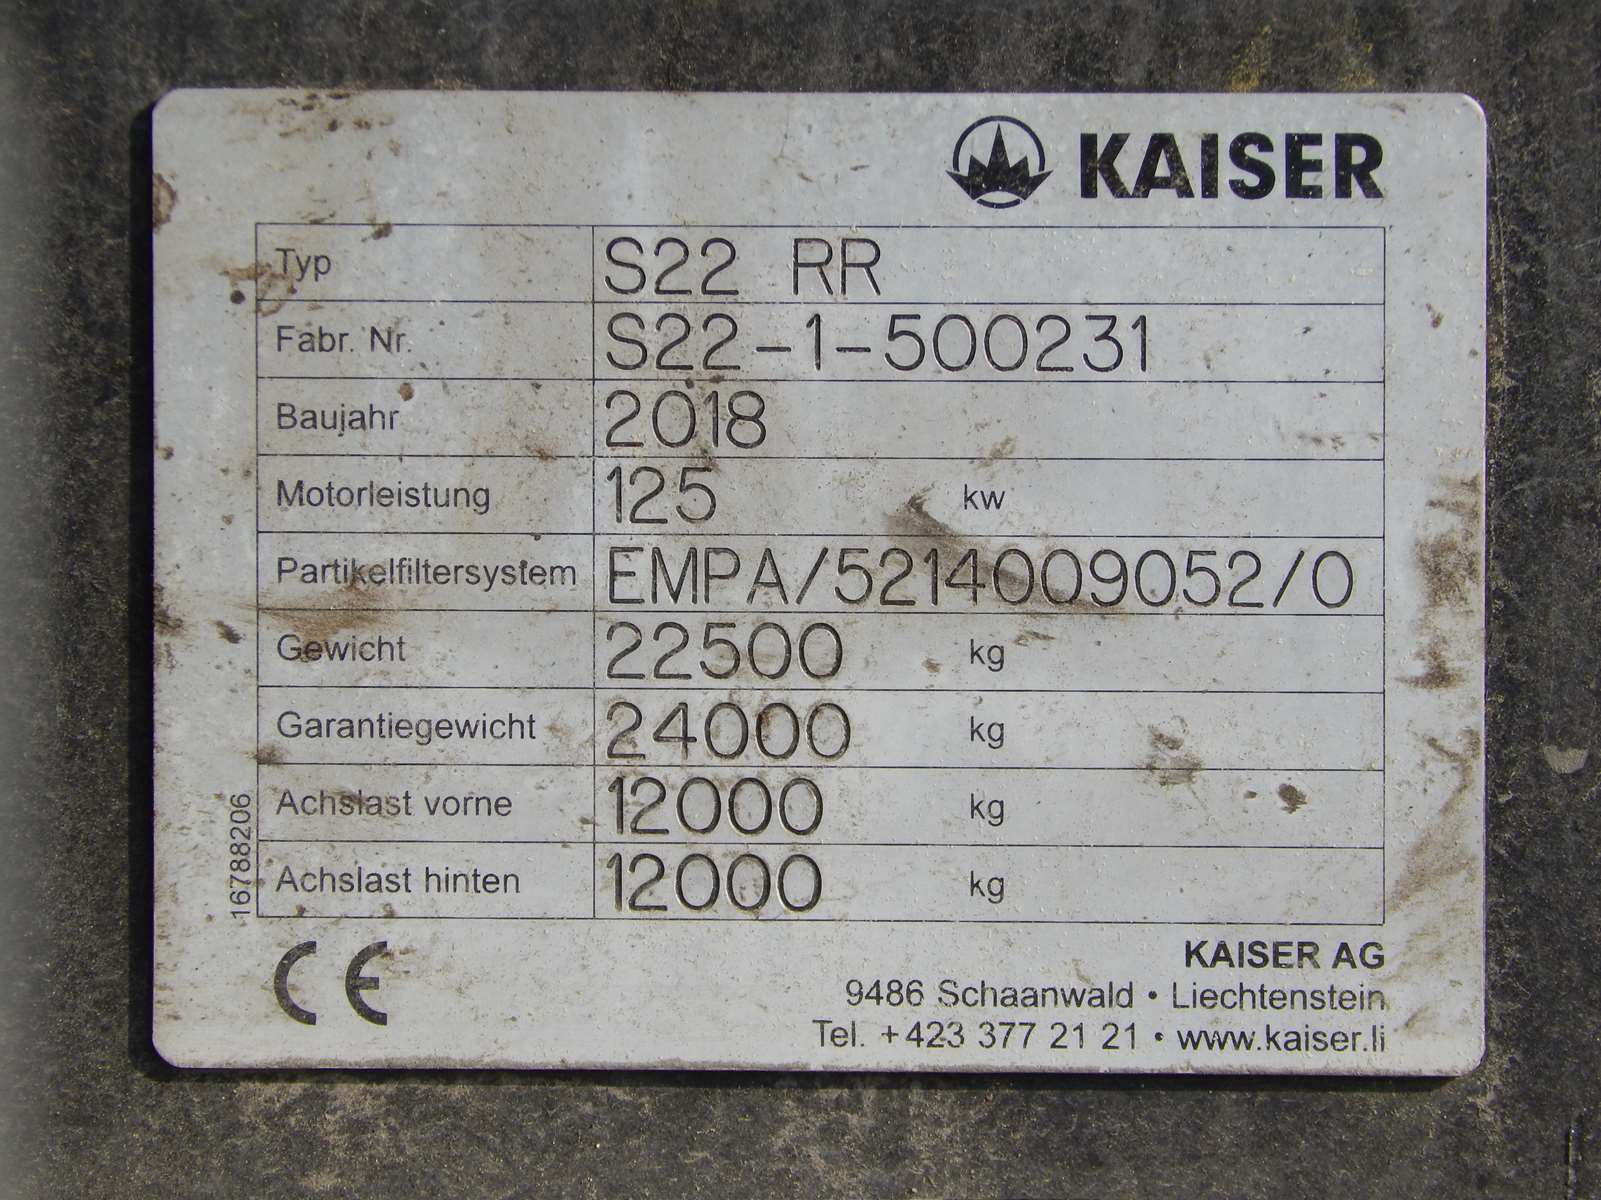 KAISER
Typ S22 RR
Fabr. Nr. S22-1-500231
Baujahr 2018
Motorleistung 125 kw
Partikelfiltersystem EMPA/5214009052/0
Gewicht 22500 kg
Garantiegewicht 24000 kg
Achslast vorne 12000 kg
Achslast hinten 12000 kg
16788206
CE
KAISER AG
9486 Schaanwald • Liechtenstein
Tel. +423 377 21 21 • www.kaiser.li